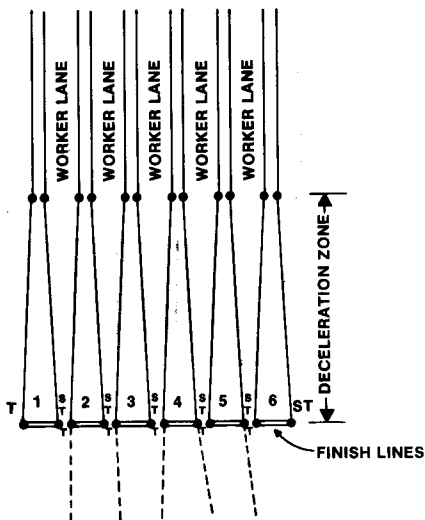 WORKER LANE
WORKER LANE
WORKER LANE
WORKER LANE
WORKER LANE
DECELERATION ZONE
T 1 S T T 2 S T T 3 S T T 4 S T T 5 S T T 6 ST
FINISH LINES